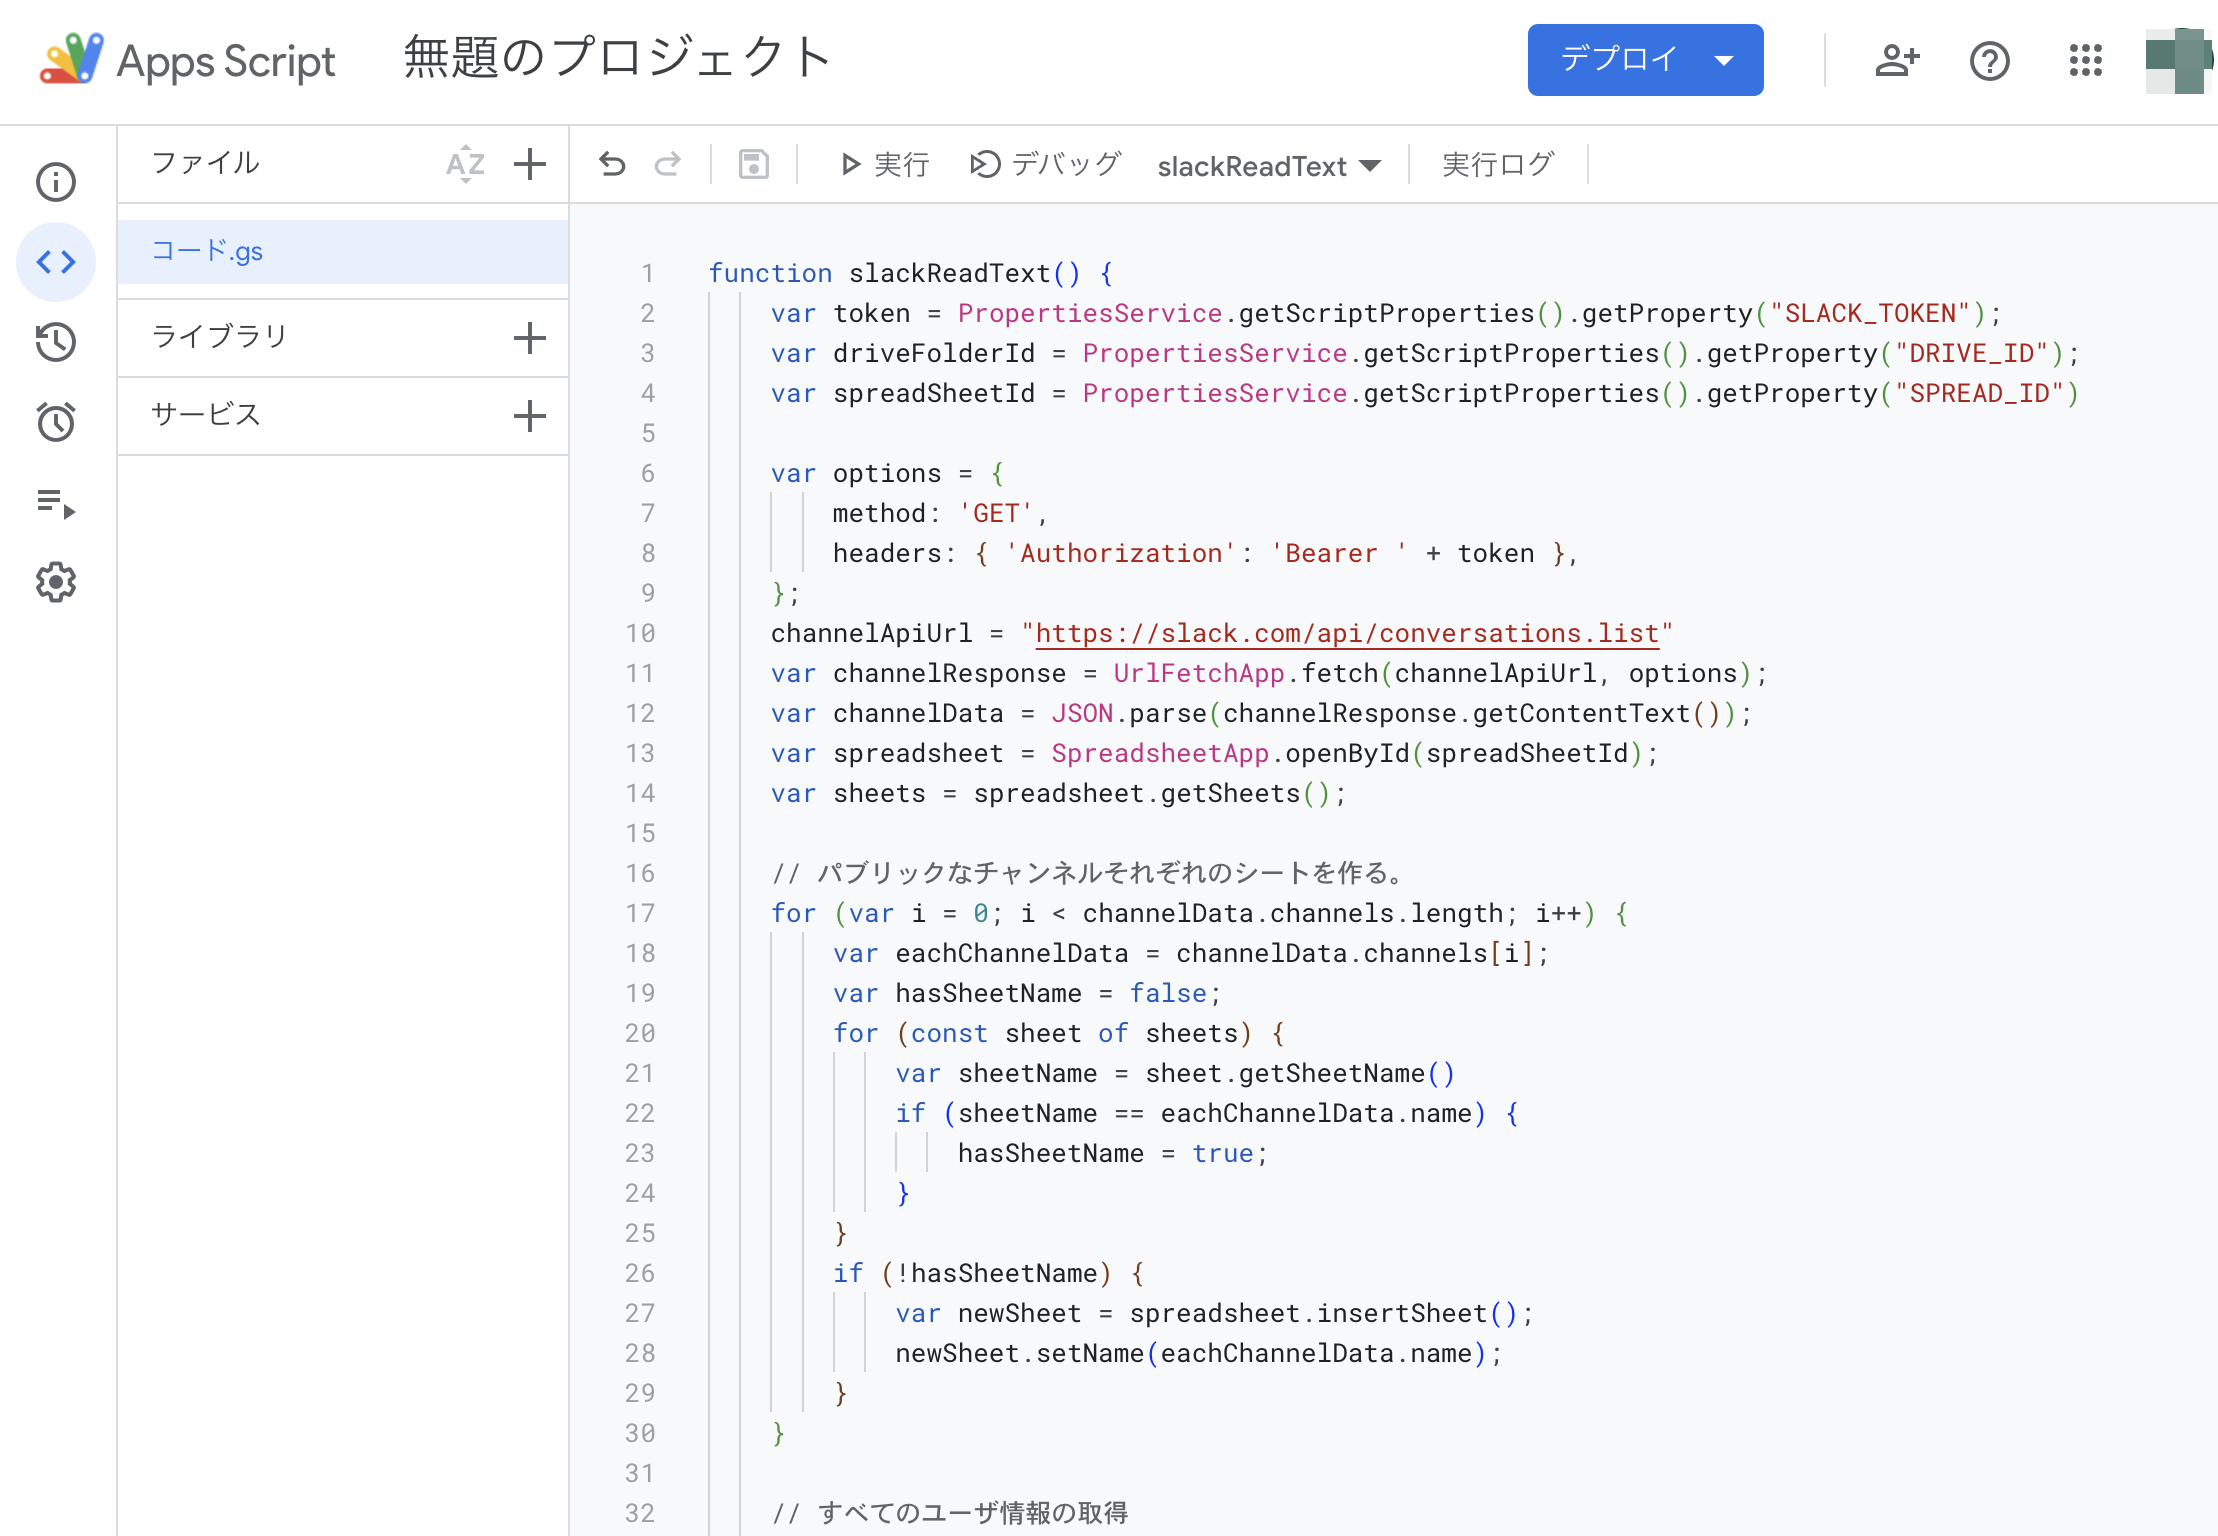 Apps Script 無題のプロジェクト デプロイ
ファイル AZ 実行 デバッグ slackReadText 実行ログ
コード.gs
ライブラリ
サービス
1 function slackReadText() {
2 var token = PropertiesService.getScriptProperties().getProperty("SLACK_TOKEN");
3 var driveFolderId = PropertiesService.getScriptProperties().getProperty("DRIVE_ID");
4 var spreadSheetId = PropertiesService.getScriptProperties().getProperty("SPREAD_ID")
5
6 var options = {
7 method: 'GET',
8 headers: { 'Authorization': 'Bearer ' + token },
9 };
10 channelApiUrl = "https://slack.com/api/conversations.list"
11 var channelResponse = UrlFetchApp.fetch(channelApiUrl, options);
12 var channelData = JSON.parse(channelResponse.getContentText());
13 var spreadsheet = SpreadsheetApp.openById(spreadSheetId);
14 var sheets = spreadsheet.getSheets();
15
16 // パブリックなチャンネルそれぞれのシートを作る。
17 for (var i = 0; i < channelData.channels.length; i++) {
18 var eachChannelData = channelData.channels[i];
19 var hasSheetName = false;
20 for (const sheet of sheets) {
21 var sheetName = sheet.getSheetName()
22 if (sheetName == eachChannelData.name) {
23 hasSheetName = true;
24 }
25 }
26 if (!hasSheetName) {
27 var newSheet = spreadsheet.insertSheet();
28 newSheet.setName(eachChannelData.name);
29 }
30 }
31
32 // すべてのユーザ情報の取得